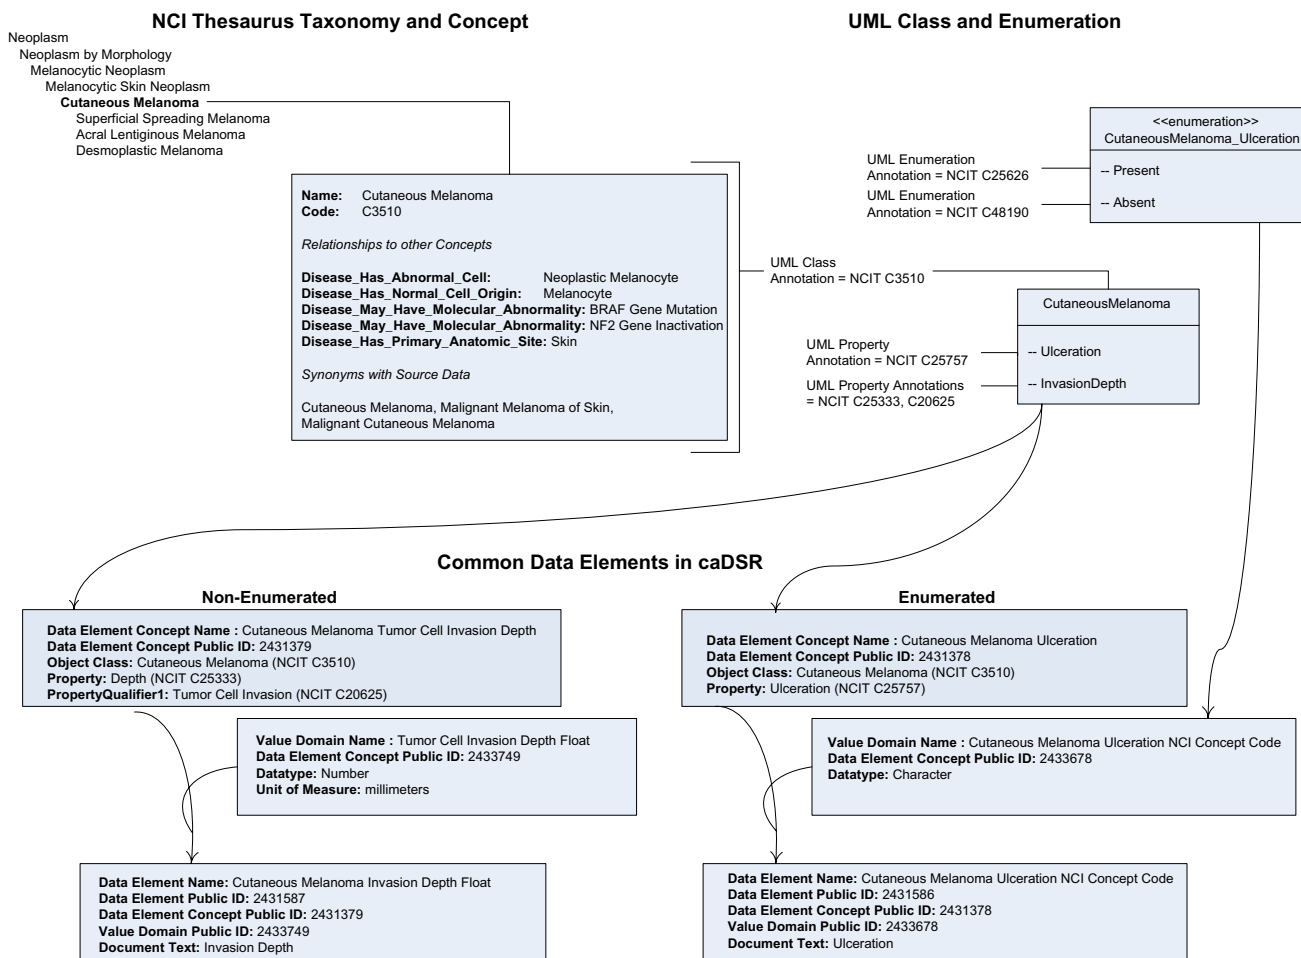 NCI Thesaurus Taxonomy and Concept
Neoplasm
Neoplasm by Morphology
Melanocytic Neoplasm
Melanocytic Skin Neoplasm
Cutaneous Melanoma
Superficial Spreading Melanoma
Acral Lentiginous Melanoma
Desmoplastic Melanoma
Name: Cutaneous Melanoma
Code: C3510
Relationships to other Concepts
Disease_Has_Abnormal_Cell: Neoplastic Melanocyte
Disease_Has_Normal_Cell_Origin: Melanocyte
Disease_May_Have_Molecular_Abnormality: BRAF Gene Mutation
Disease_May_Have_Molecular_Abnormality: NF2 Gene Inactivation
Disease_Has_Primary_Anatomic_Site: Skin
Synonyms with Source Data
Cutaneous Melanoma, Malignant Melanoma of Skin,
Malignant Cutaneous Melanoma
UML Class and Enumeration
<<enumeration>>
CutaneousMelanoma_Ulceration
UML Enumeration
Annotation = NCIT C25626
-- Present
UML Enumeration
Annotation = NCIT C48190
-- Absent
UML Class
Annotation = NCIT C3510
CutaneousMelanoma
UML Property
Annotation = NCIT C25757
-- Ulceration
UML Property Annotations
= NCIT C25333, C20625
-- InvasionDepth
Common Data Elements in caDSR
Non-Enumerated
Data Element Concept Name : Cutaneous Melanoma Tumor Cell Invasion Depth
Data Element Concept Public ID: 2431379
Object Class: Cutaneous Melanoma (NCIT C3510)
Property: Depth (NCIT C25333)
PropertyQualifier1: Tumor Cell Invasion (NCIT C20625)
Value Domain Name : Tumor Cell Invasion Depth Float
Data Element Concept Public ID: 2433749
Datatype: Number
Unit of Measure: millimeters
Data Element Name: Cutaneous Melanoma Invasion Depth Float
Data Element Public ID: 2431587
Data Element Concept Public ID: 2431379
Value Domain Public ID: 2433749
Document Text: Invasion Depth
Enumerated
Data Element Concept Name : Cutaneous Melanoma Ulceration
Data Element Concept Public ID: 2431378
Object Class: Cutaneous Melanoma (NCIT C3510)
Property: Ulceration (NCIT C25757)
Value Domain Name : Cutaneous Melanoma Ulceration NCI Concept Code
Data Element Concept Public ID: 2433678
Datatype: Character
Data Element Name: Cutaneous Melanoma Ulceration NCI Concept Code
Data Element Public ID: 2431586
Data Element Concept Public ID: 2431378
Value Domain Public ID: 2433678
Document Text: Ulceration